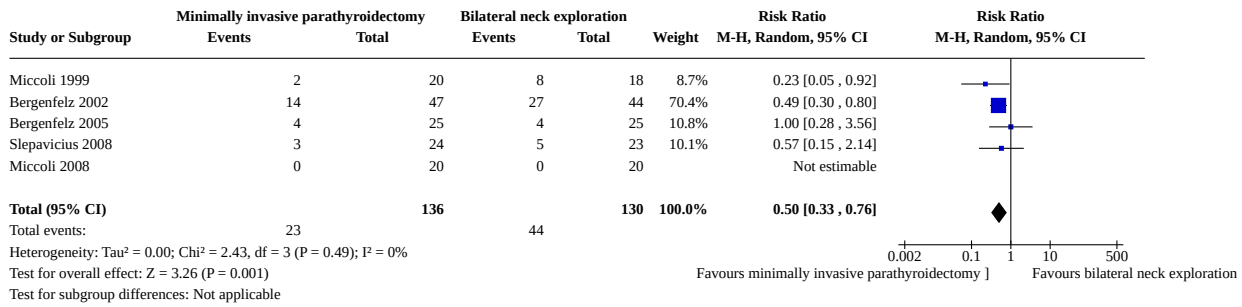 Minimally invasive parathyroidectomy Bilateral neck exploration Risk Ratio Risk Ratio
Study or Subgroup Events Total Events Total Weight M-H, Random, 95% CI M-H, Random, 95% CI
Miccoli 1999 2 20 8 18 8.7% 0.23 [0.05 , 0.92]
Bergenfelz 2002 14 47 27 44 70.4% 0.49 [0.30 , 0.80]
Bergenfelz 2005 4 25 4 25 10.8% 1.00 [0.28 , 3.56]
Slepavicius 2008 3 24 5 23 10.1% 0.57 [0.15 , 2.14]
Miccoli 2008 0 20 0 20 Not estimable
Total (95% CI) 136 130 100.0% 0.50 [0.33 , 0.76]
Total events: 23 44
Heterogeneity: Tau² = 0.00; Chi² = 2.43, df = 3 (P = 0.49); I² = 0%
0.002 0.1 1 10 500
Test for overall effect: Z = 3.26 (P = 0.001) Favours minimally invasive parathyroidectomy ] Favours bilateral neck exploration
Test for subgroup differences: Not applicable